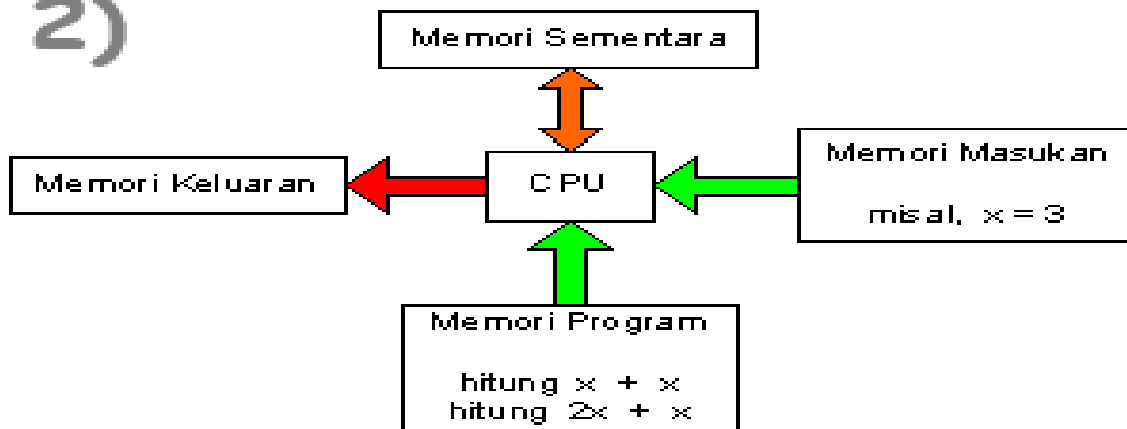 2)
Memori Sementara
Memori Keluaran
CPU
Memori Masukan
misal, x = 3
Memori Program
hitung x + x
hitung 2x + x